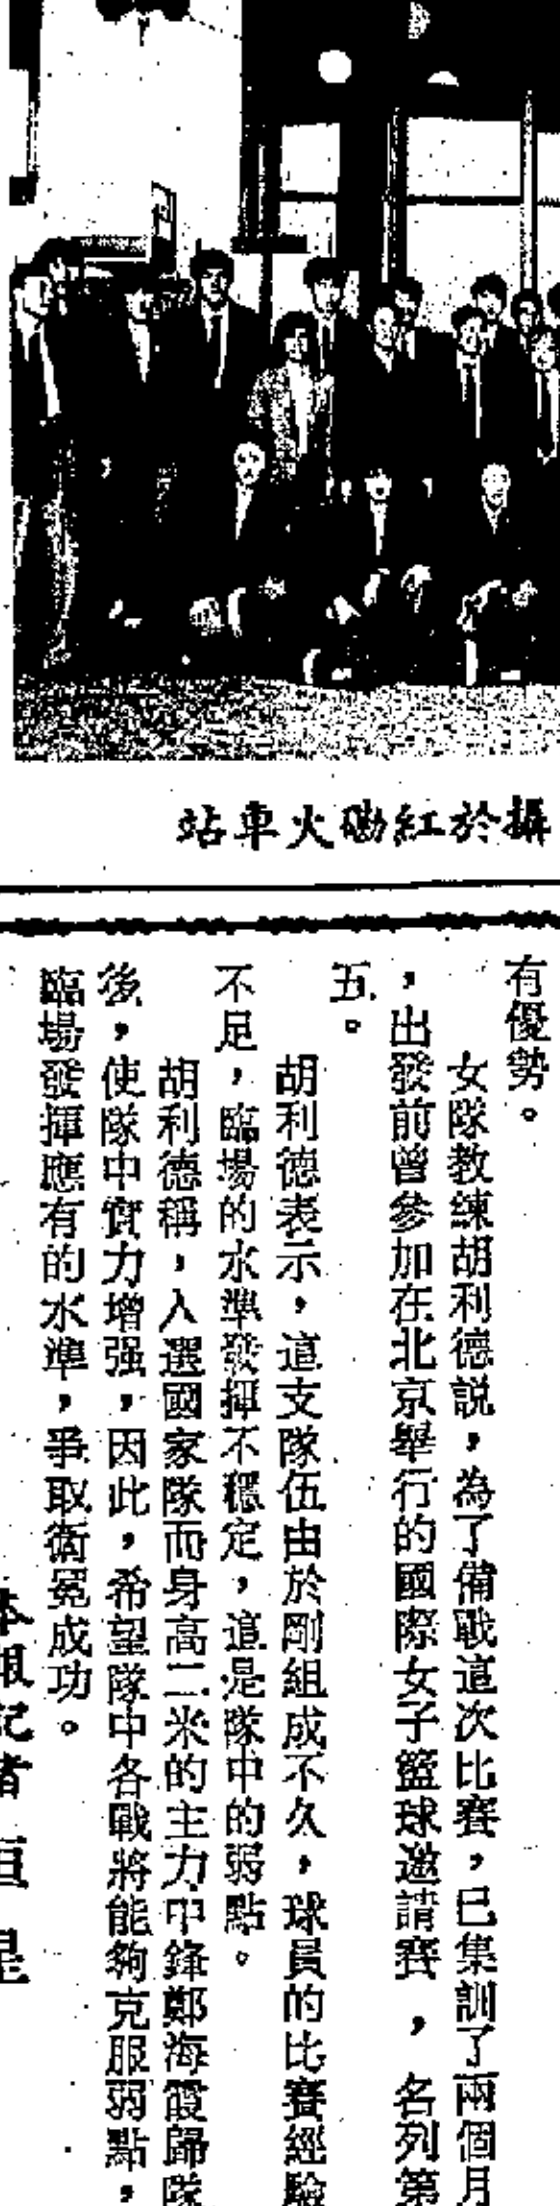 攝於紅磡火車站
有優勢。
女隊教練胡利德説，為了備戰這次比賽，已集訓了兩個月
，出發前曾參加在北京舉行的國際女子籃球邀請賽，名列第
五。
胡利德表示，這支隊伍由於剛組成不久，球員的比賽經驗
不足，臨場的水準發揮不穩定，這是隊中的弱點。
胡利德稱，入選國家隊而身高二米的主力中鋒鄭海霞歸隊
後，使隊中實力增强，因此，希望隊中各戰將能夠克服弱點，
臨場發揮應有的水準，爭取衛冕成功。
本報記者